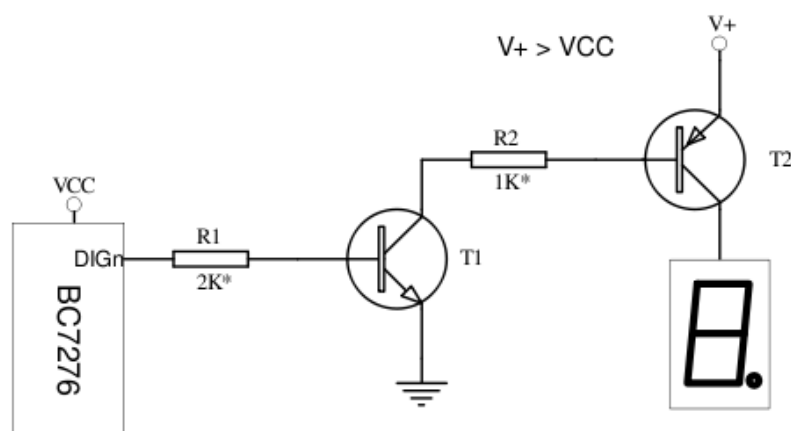 V+
V+ > VCC
R2
1K*
T2
VCC
DIGn
R1
2K*
T1
BC7276